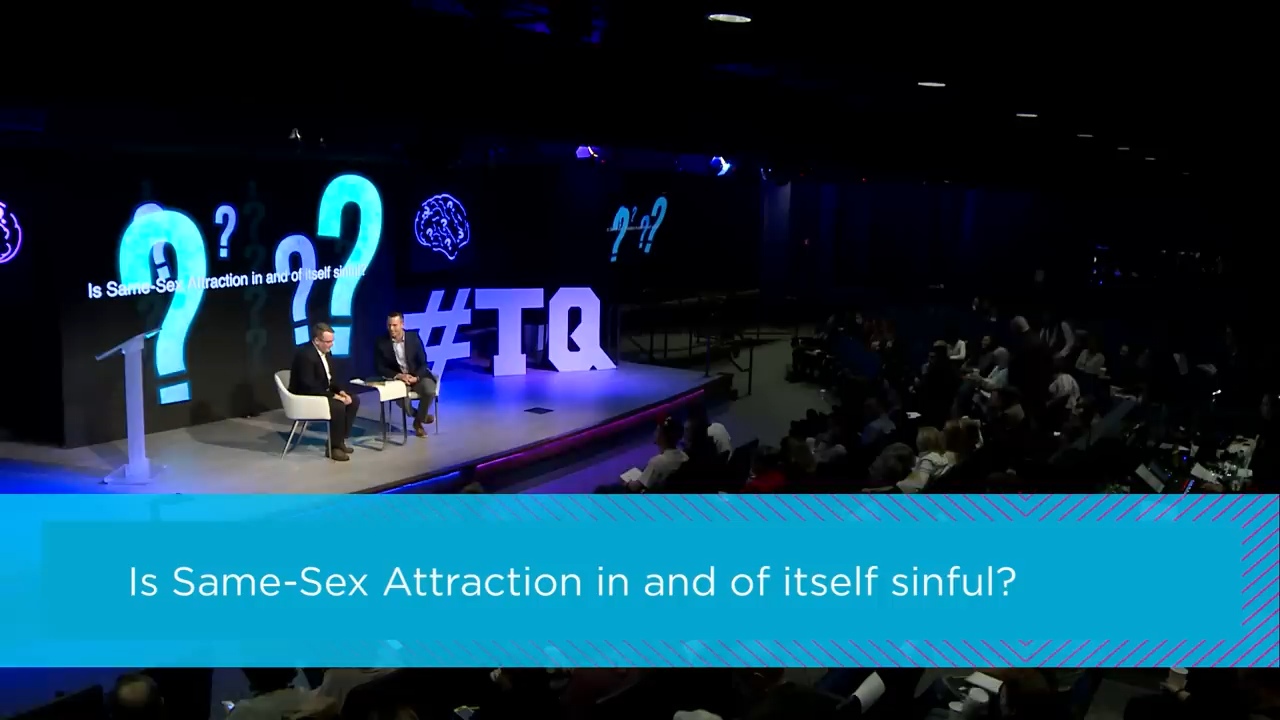 Is Same-Sex Attraction in and of itself sinful?
#TQ
Is Same-Sex Attraction in and of itself sinful?